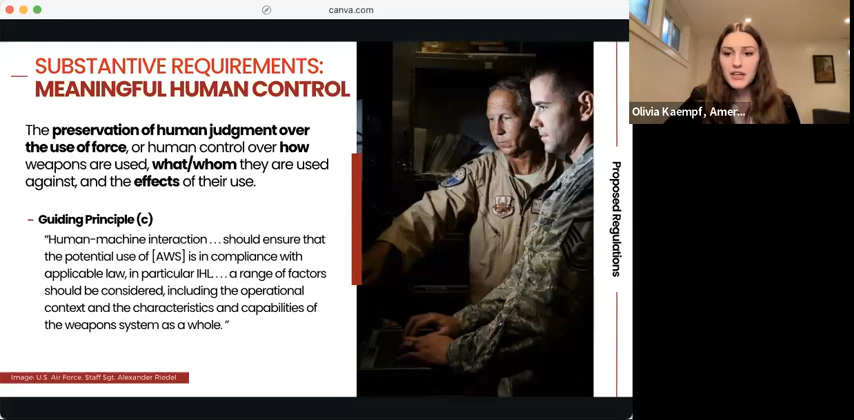 canva.com
SUBSTANTIVE REQUIREMENTS:
MEANINGFUL HUMAN CONTROL
The preservation of human judgment over
the use of force, or human control over how
weapons are used, what/whom they are used
against, and the effects of their use.
– Guiding Principle (c)
“Human-machine interaction . . . should ensure that
the potential use of [AWS] is in compliance with
applicable law, in particular IHL. . . . a range of factors
should be considered, including the operational
context and the characteristics and capabilities of
the weapons system as a whole. ”
Image: U.S. Air Force, Staff Sgt. Alexander Riedel
Proposed Regulations
Olivia Kaempf, Amer...